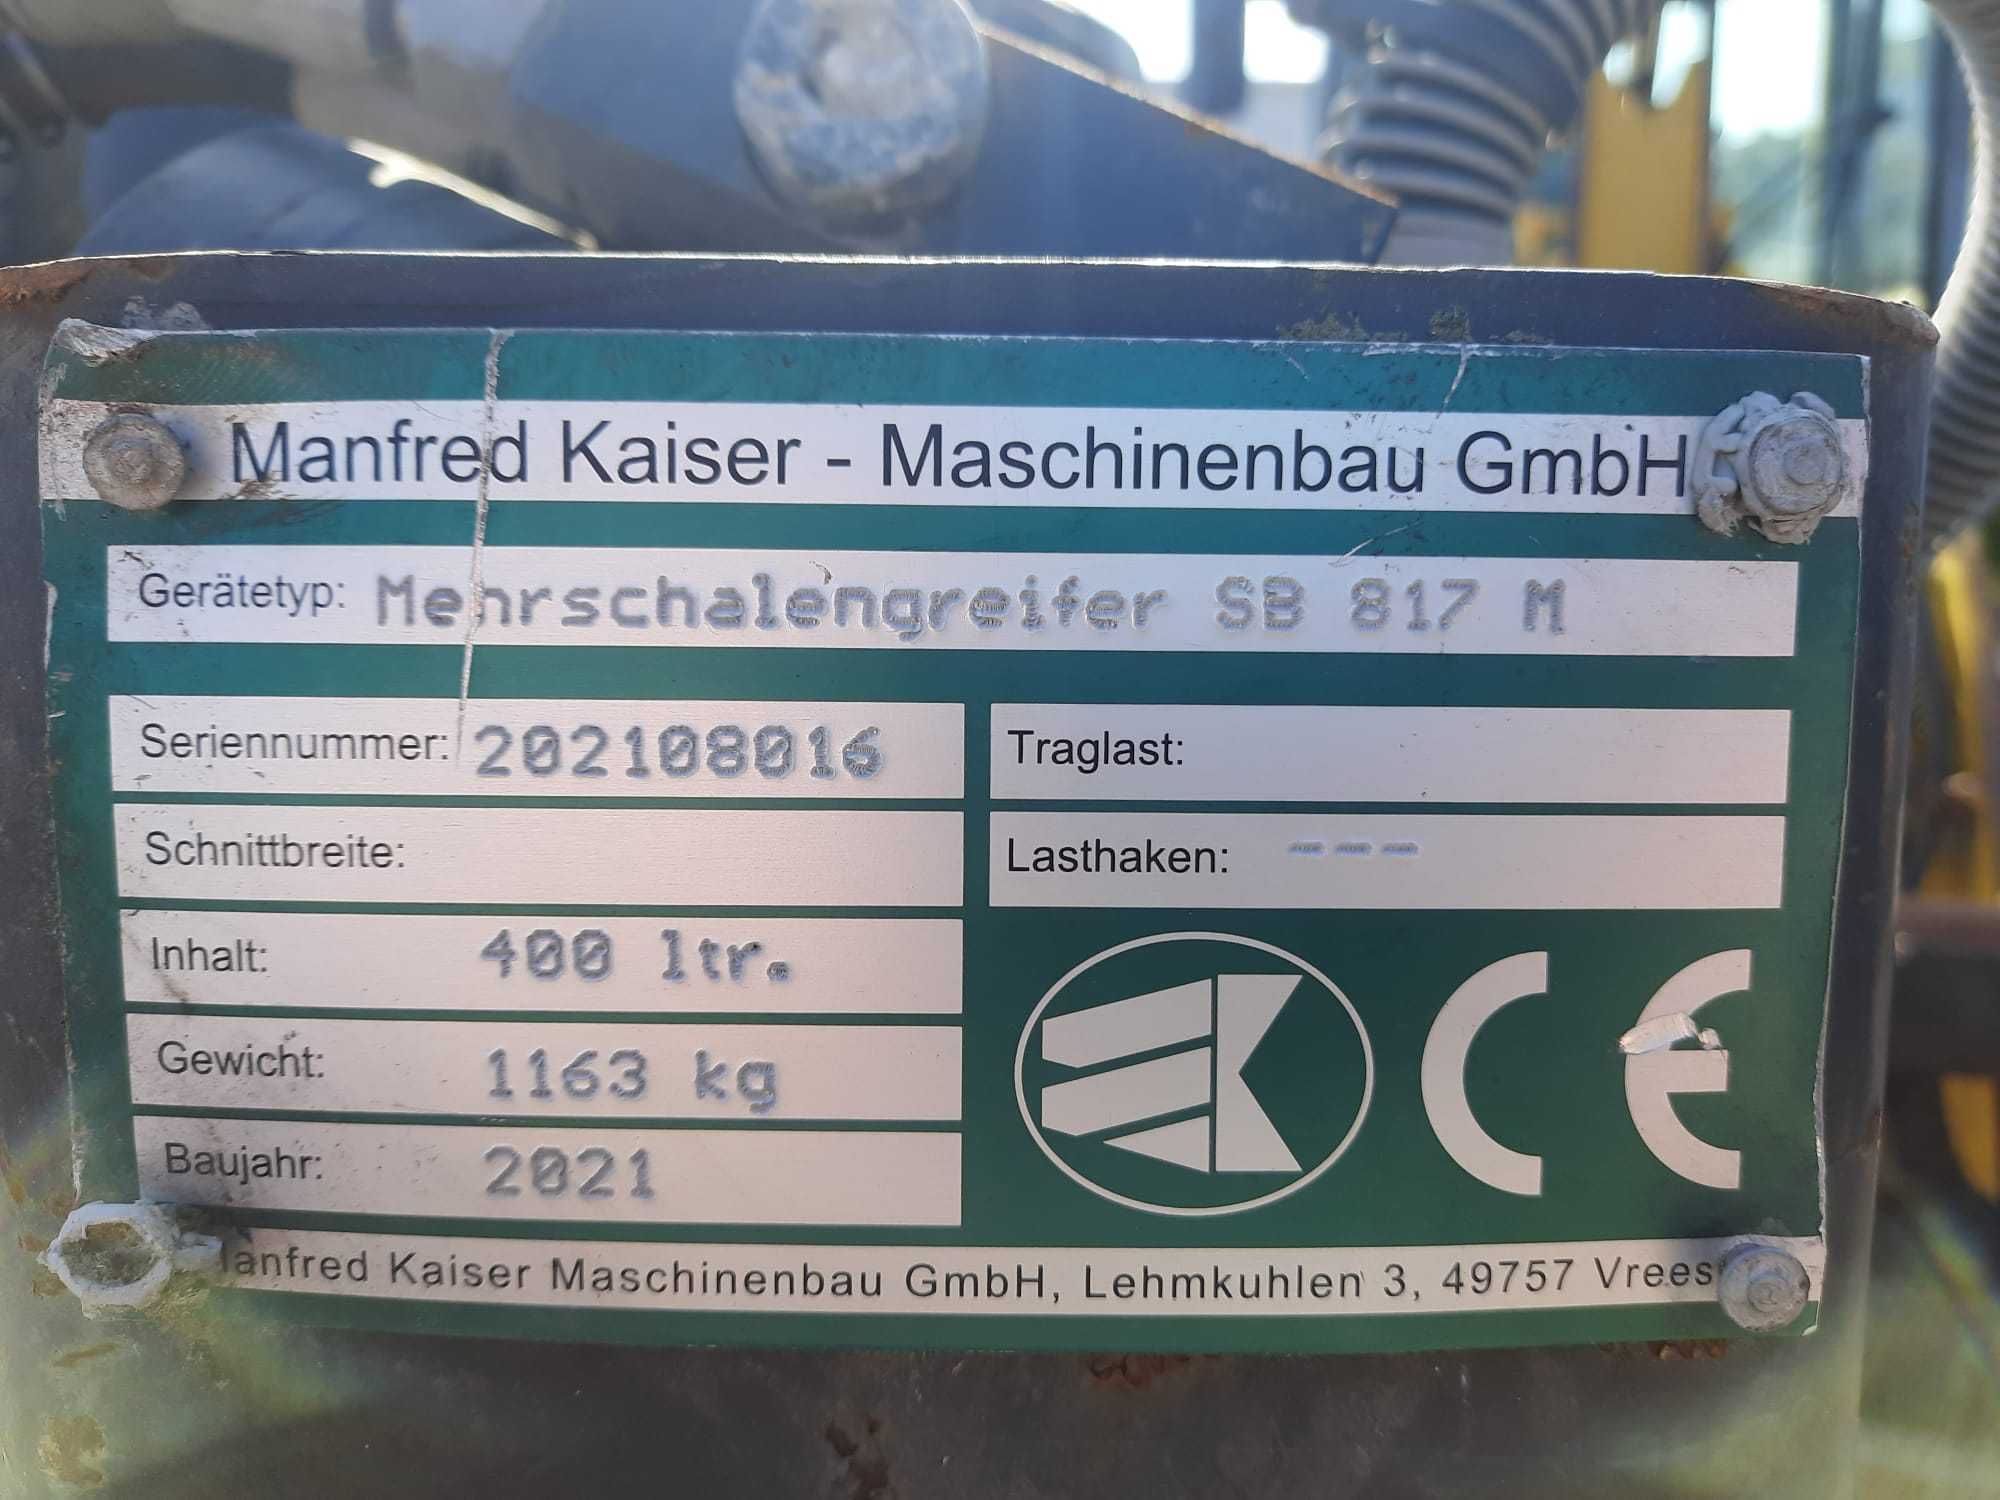 Manfred Kaiser - Maschinenbau GmbH
Gerätetyp: Mehrschalengreifer SB 817 M
Seriennummer: 202108016
Traglast:
Schnittbreite:
Lasthaken: ---
Inhalt: 400 ltr.
Gewicht: 1163 kg
Baujahr: 2021
CE
Manfred Kaiser Maschinenbau GmbH, Lehmkuhlen 3, 49757 Vrees